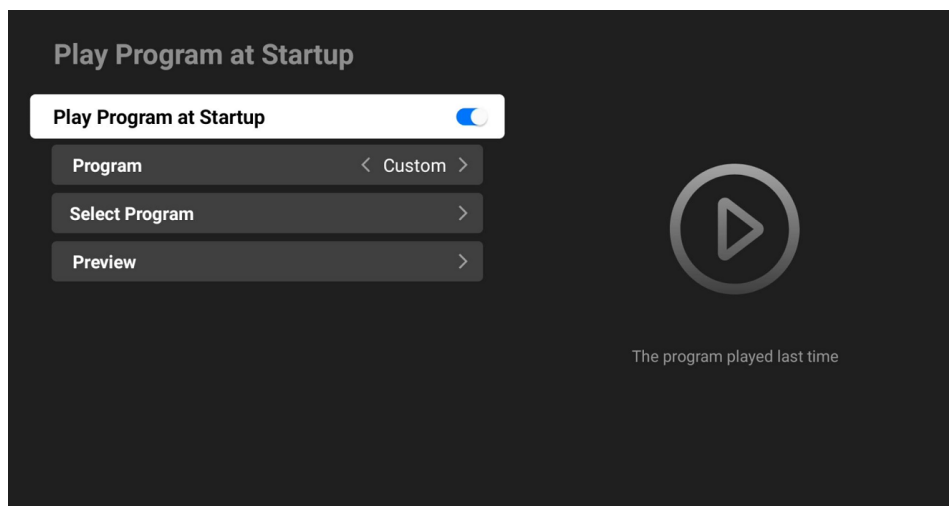 Play Program at Startup
Play Program at Startup
Program < Custom >
Select Program >
Preview >
The program played last time